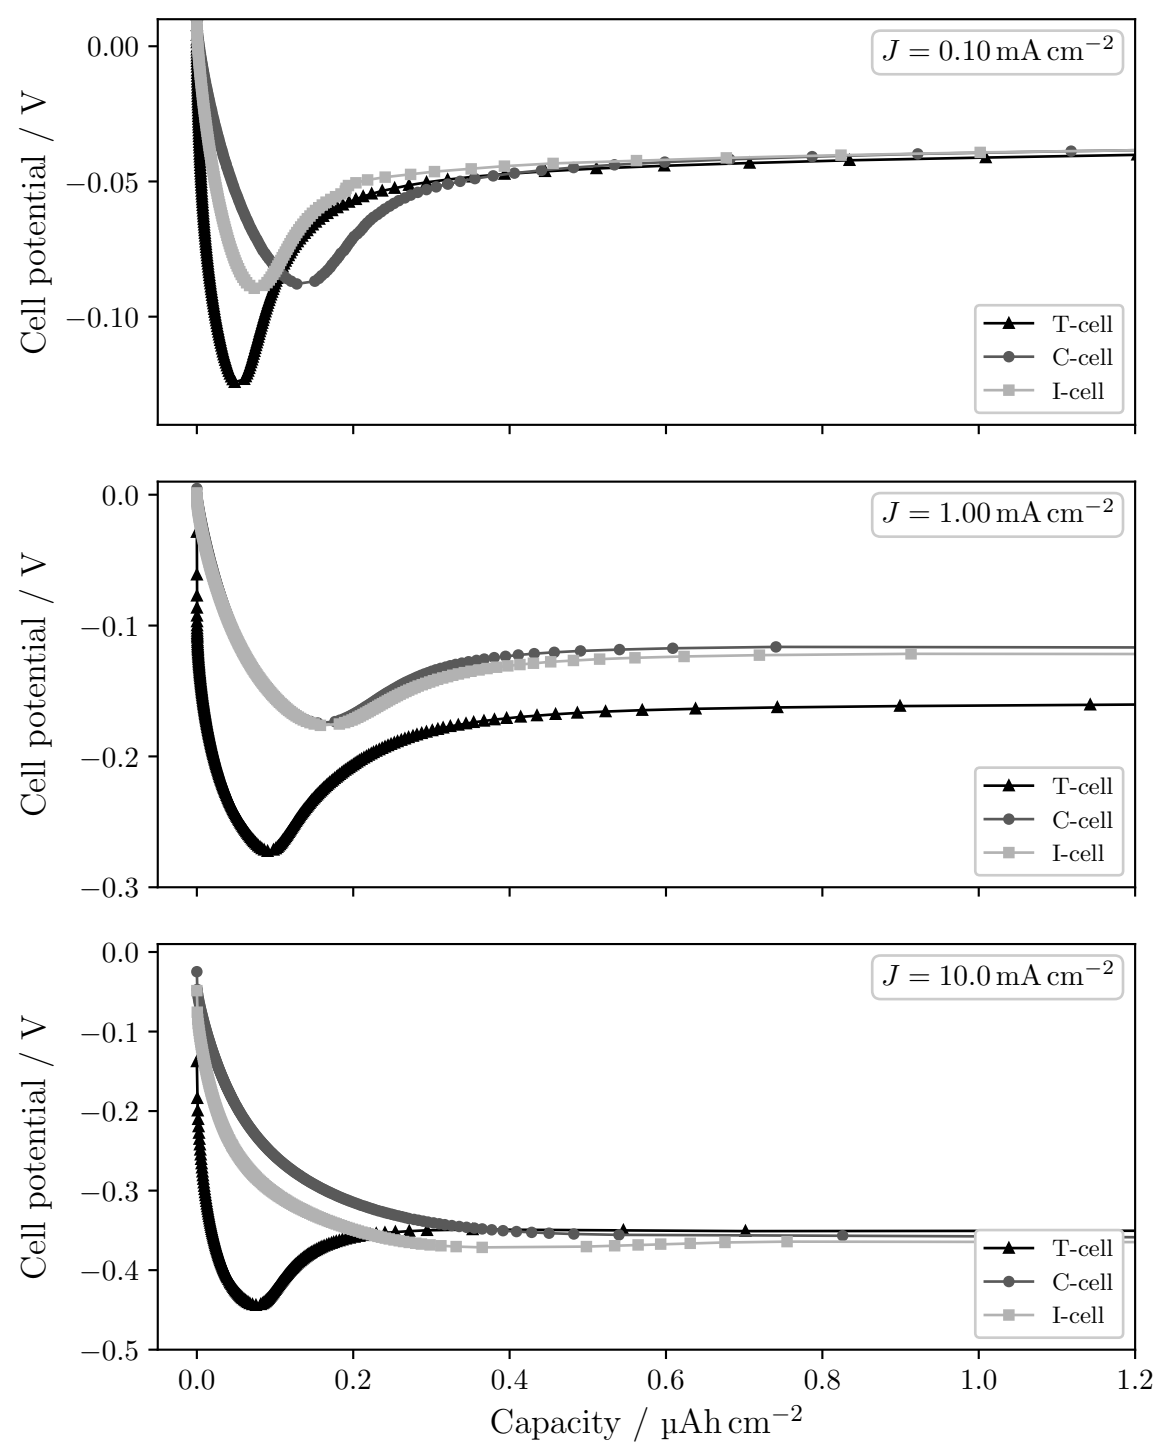 J = 0.10 mA cm−2
0.00
−0.05
−0.10
Cell potential / V
T-cell
C-cell
I-cell
J = 1.00 mA cm−2
0.0
−0.1
−0.2
−0.3
Cell potential / V
T-cell
C-cell
I-cell
J = 10.0 mA cm−2
0.0
−0.1
−0.2
−0.3
−0.4
−0.5
Cell potential / V
T-cell
C-cell
I-cell
0.0 0.2 0.4 0.6 0.8 1.0 1.2
Capacity / µAh cm−2